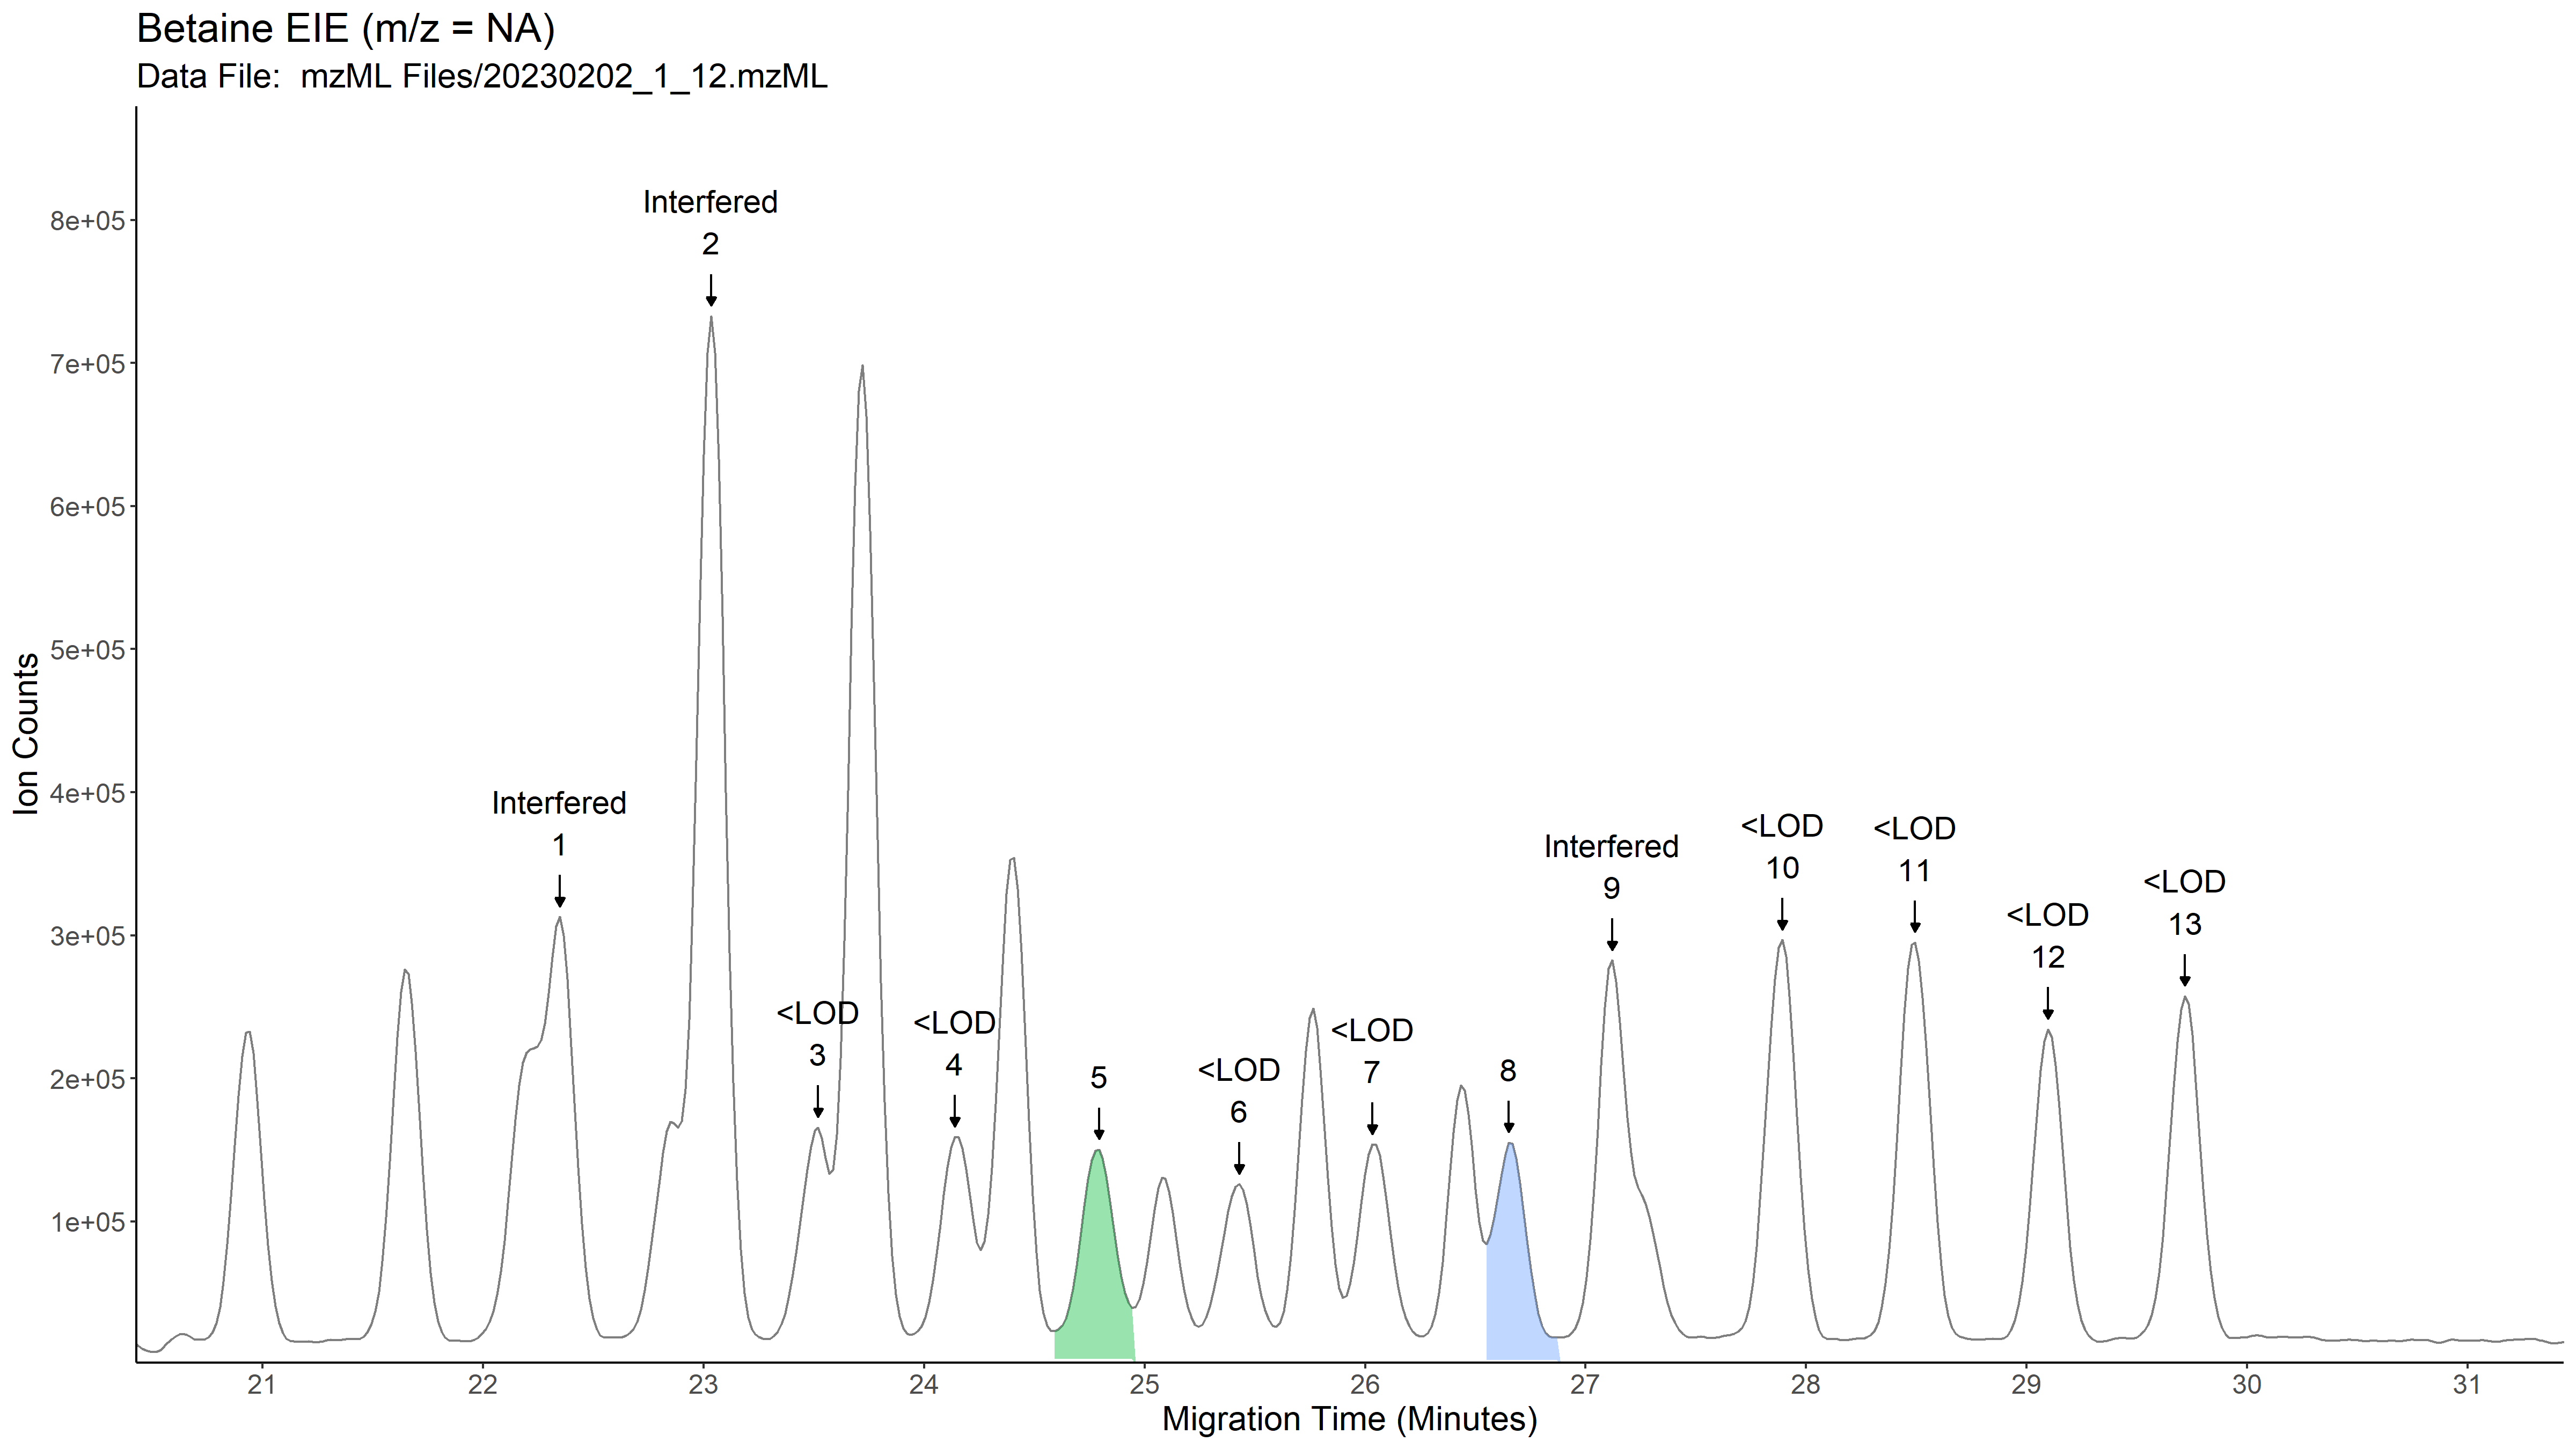 Betaine EIE (m/z = NA)
Data File:  mzML Files/20230202_1_12.mzML
Interfered
2
Interfered
1
<LOD
3
<LOD
4
5
<LOD
6
<LOD
7
8
Interfered
9
<LOD
10
<LOD
11
<LOD
12
<LOD
13
Ion Counts
8e+05
7e+05
6e+05
5e+05
4e+05
3e+05
2e+05
1e+05
21 22 23 24 25 26 27 28 29 30 31
Migration Time (Minutes)